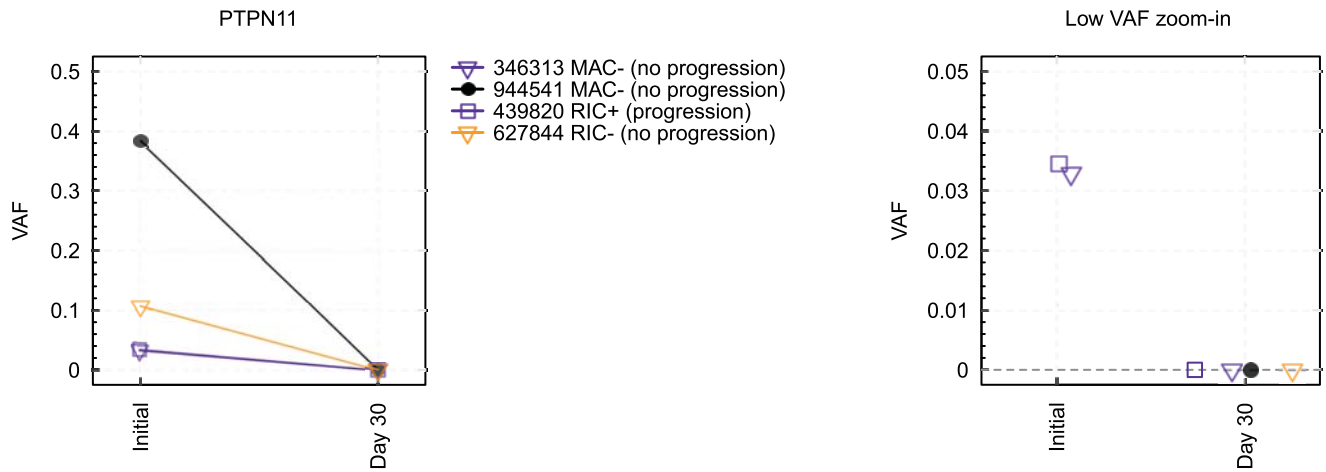 PTPN11
VAF
0.5
0.4
0.3
0.2
0.1
0
Initial
Day 30
346313 MAC- (no progression)
944541 MAC- (no progression)
439820 RIC+ (progression)
627844 RIC- (no progression)
Low VAF zoom-in
VAF
0.05
0.04
0.03
0.02
0.01
0
Initial
Day 30